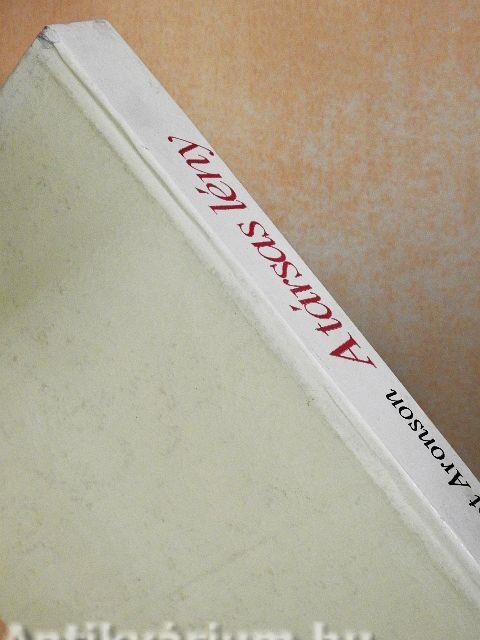 Aronson
A társas lény
Antikvárium.hu